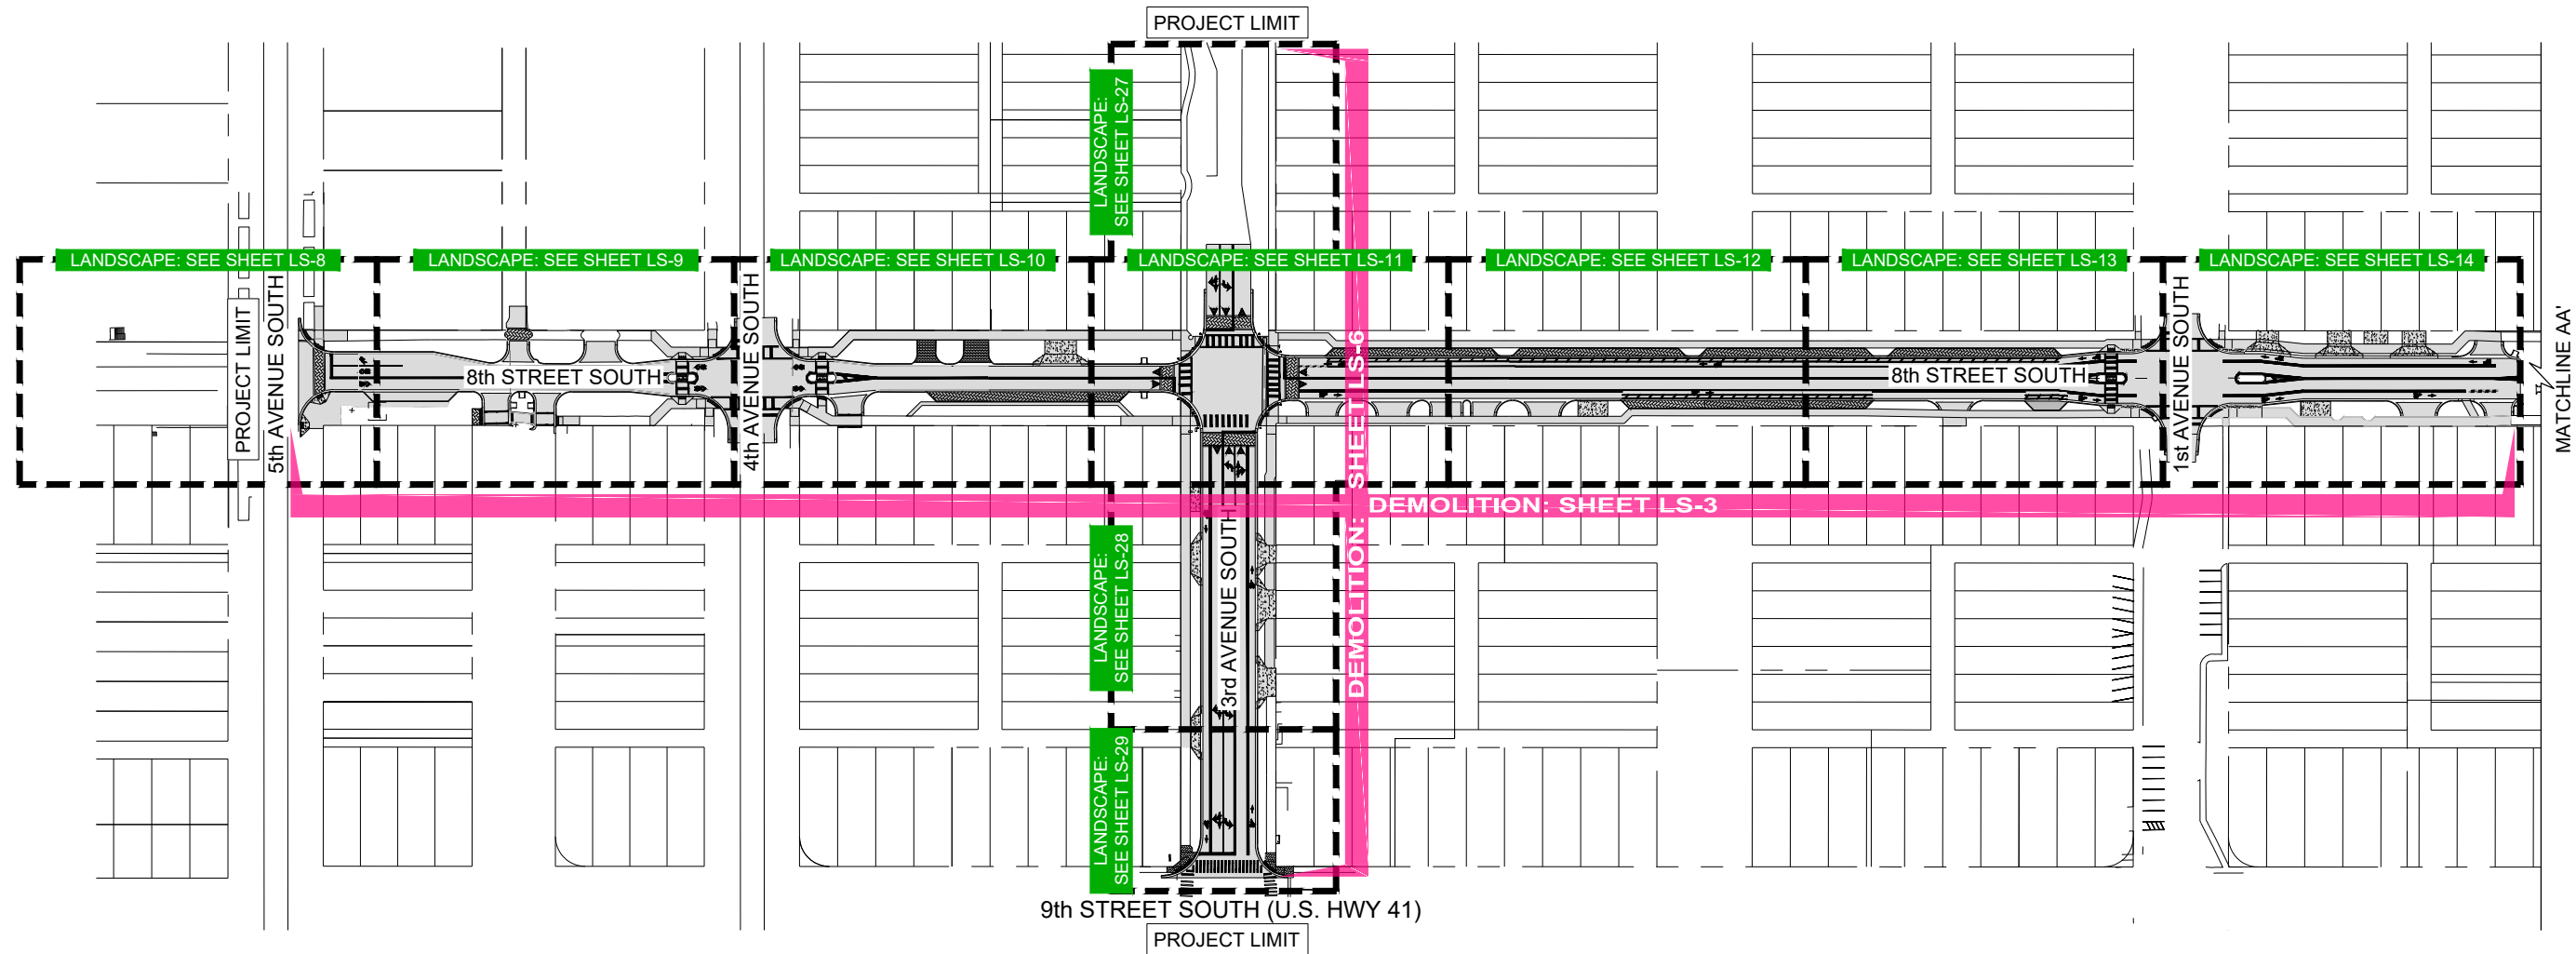 PROJECT LIMIT
LANDSCAPE:
SEE SHEET LS-27
LANDSCAPE: SEE SHEET LS-8
LANDSCAPE: SEE SHEET LS-9
LANDSCAPE: SEE SHEET LS-10
LANDSCAPE: SEE SHEET LS-11
LANDSCAPE: SEE SHEET LS-12
LANDSCAPE: SEE SHEET LS-13
LANDSCAPE: SEE SHEET LS-14
PROJECT LIMIT
5th AVENUE SOUTH
8th STREET SOUTH
4th AVENUE SOUTH
8th STREET SOUTH
1st AVENUE SOUTH
MATCHLINE AA'
DEMOLITION: SHEET LS-6
DEMOLITION: SHEET LS-3
LANDSCAPE:
SEE SHEET LS-28
3rd AVENUE SOUTH
LANDSCAPE:
SEE SHEET LS-29
9th STREET SOUTH (U.S. HWY 41)
PROJECT LIMIT